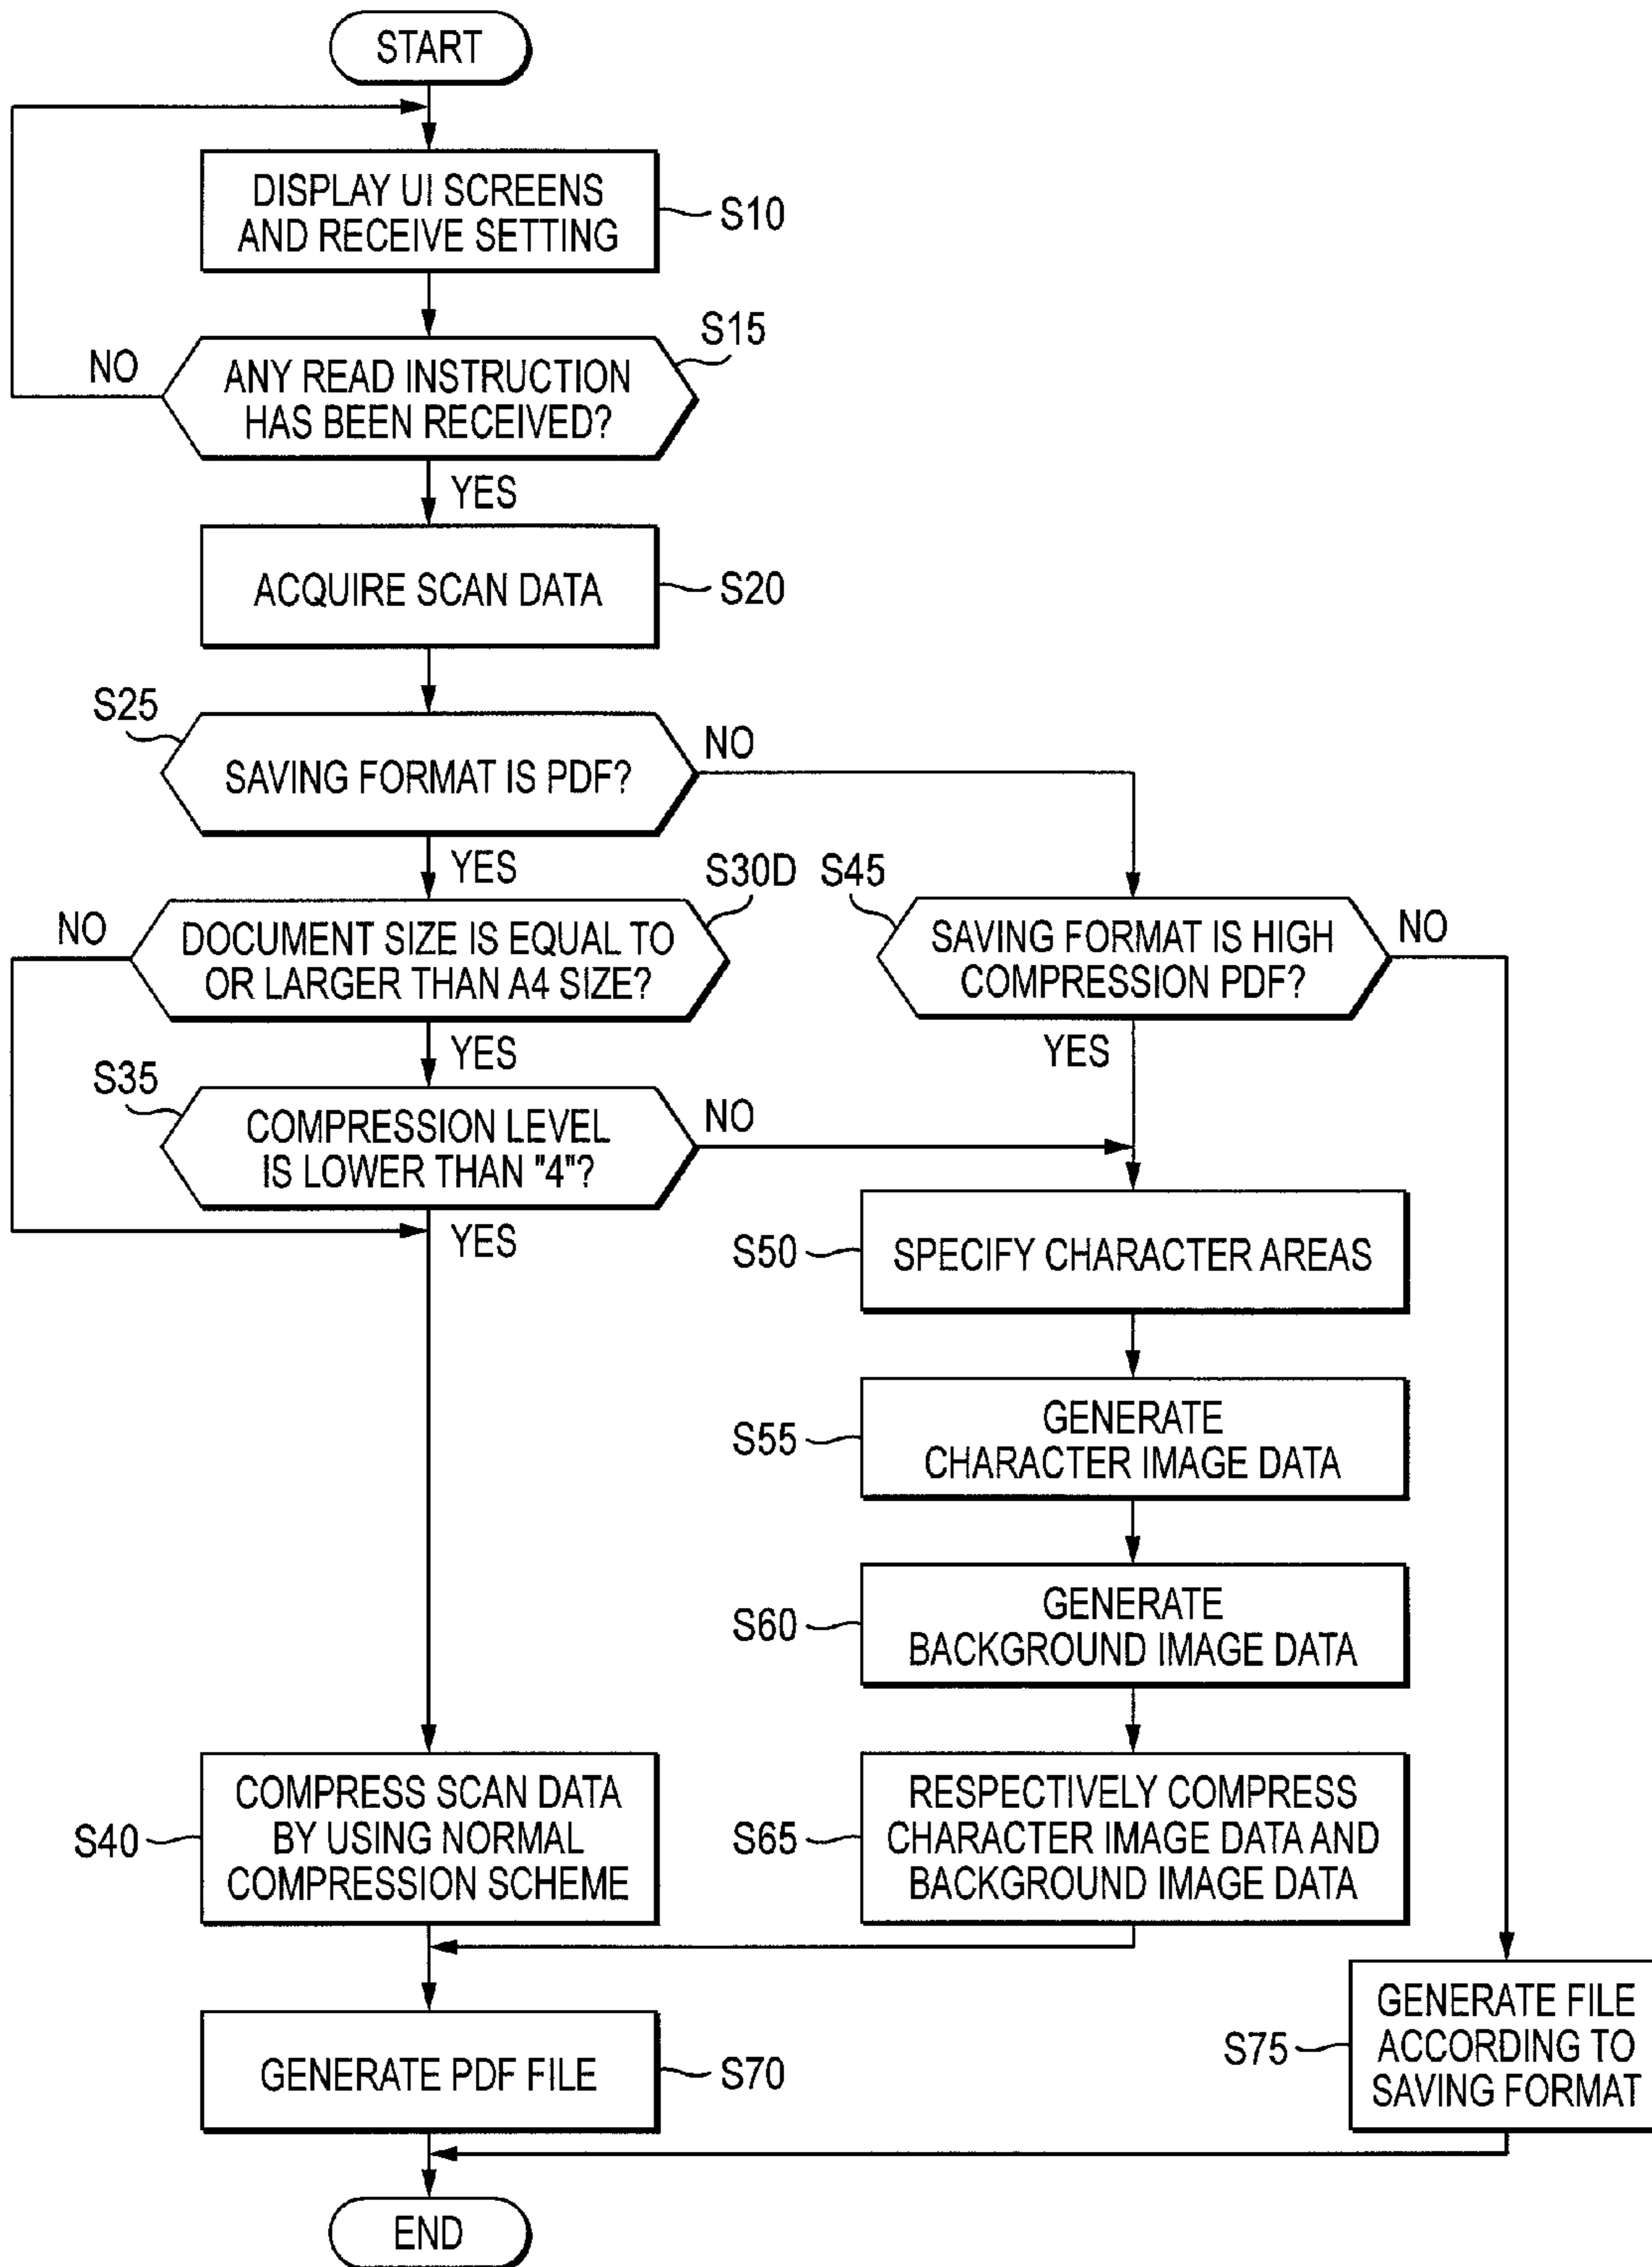 START
DISPLAY UI SCREENS
AND RECEIVE SETTING
S10
S15
NO
ANY READ INSTRUCTION
HAS BEEN RECEIVED?
YES
ACQUIRE SCAN DATA
S20
S25
NO
SAVING FORMAT IS PDF?
YES
S30D
S45
NO
DOCUMENT SIZE IS EQUAL TO
OR LARGER THAN A4 SIZE?
SAVING FORMAT IS HIGH
COMPRESSION PDF?
NO
YES
YES
S35
COMPRESSION LEVEL
IS LOWER THAN "4"?
NO
YES
S50
SPECIFY CHARACTER AREAS
S55
GENERATE
CHARACTER IMAGE DATA
S60
GENERATE
BACKGROUND IMAGE DATA
S40
COMPRESS SCAN DATA
BY USING NORMAL
COMPRESSION SCHEME
S65
RESPECTIVELY COMPRESS
CHARACTER IMAGE DATA AND
BACKGROUND IMAGE DATA
GENERATE PDF FILE
S70
S75
GENERATE FILE
ACCORDING TO
SAVING FORMAT
END